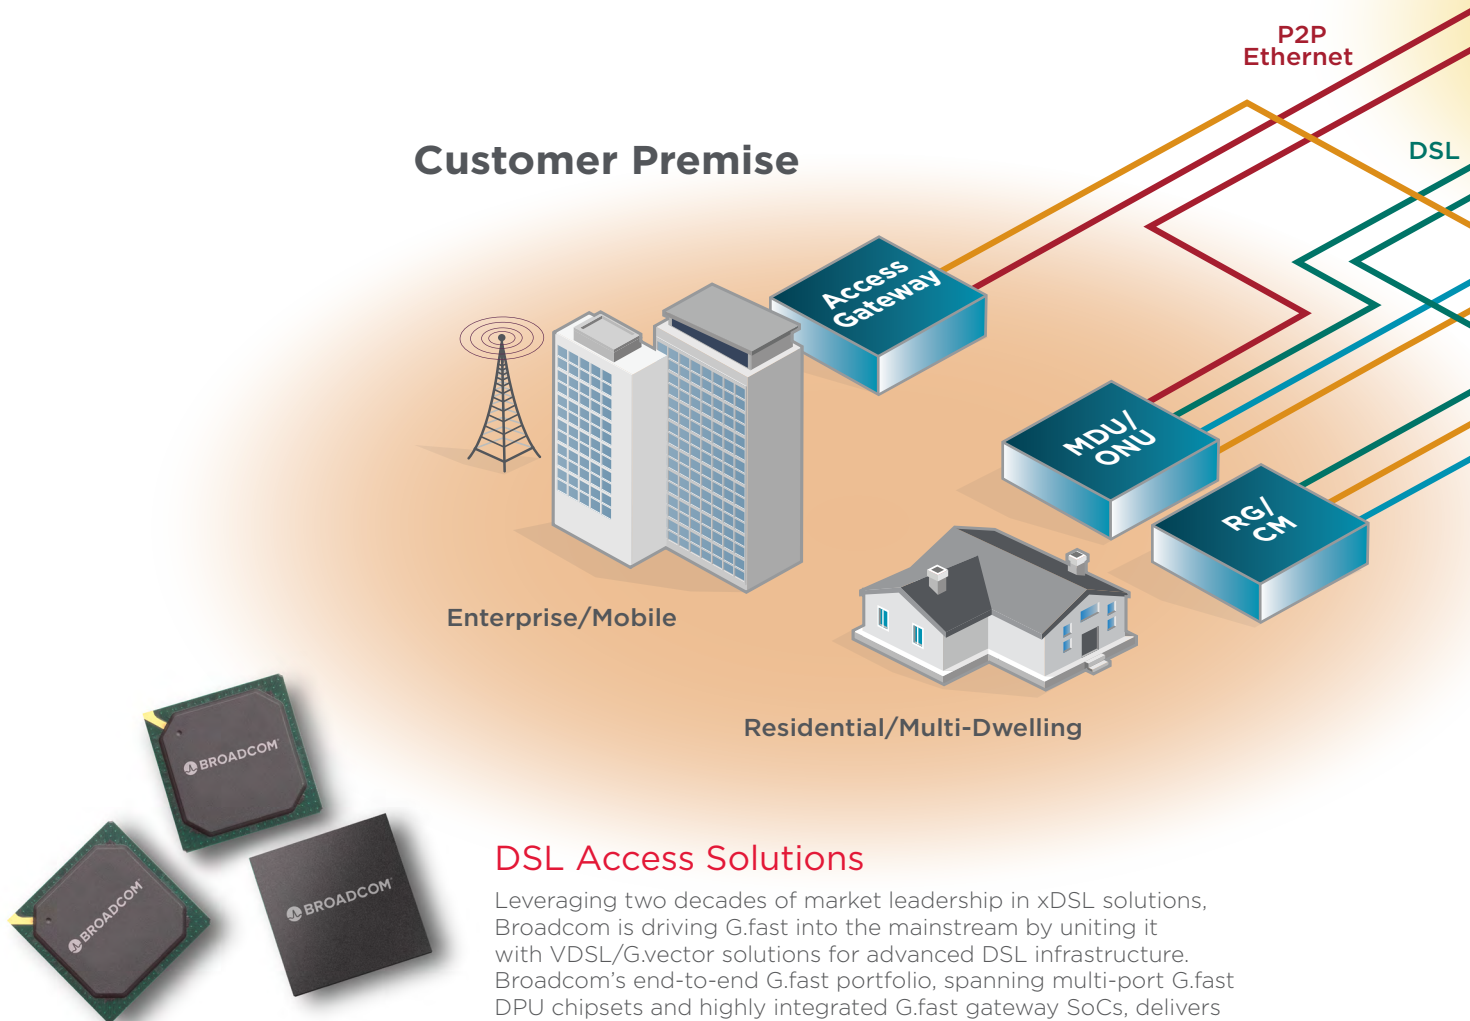 P2P
Ethernet
DSL
Customer Premise
Access
Gateway
MDU/
ONU
RG/
CM
Enterprise/Mobile
Residential/Multi-Dwelling
BROADCOM
BROADCOM
BROADCOM
DSL Access Solutions
Leveraging two decades of market leadership in xDSL solutions,
Broadcom is driving G.fast into the mainstream by uniting it
with VDSL/G.vector solutions for advanced DSL infrastructure.
Broadcom’s end-to-end G.fast portfolio, spanning multi-port G.fast
DPU chipsets and highly integrated G.fast gateway SoCs, delivers